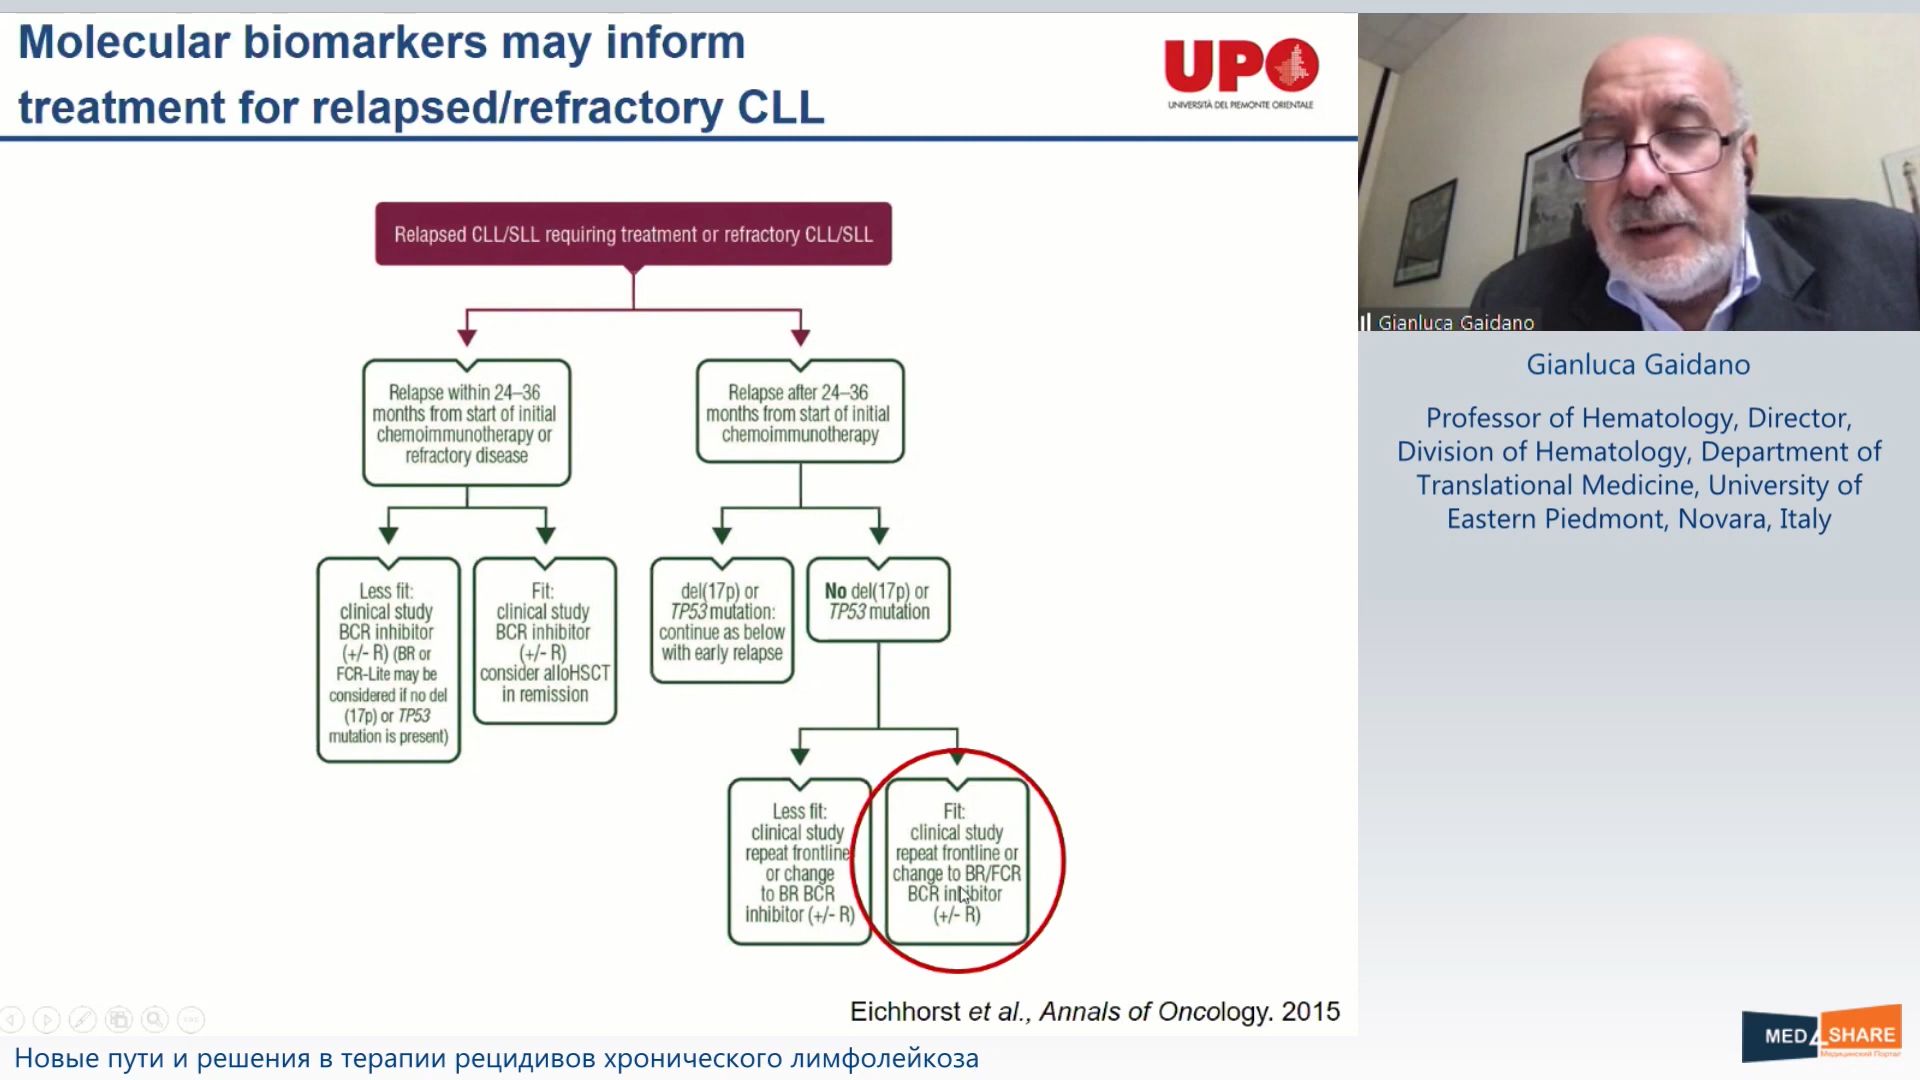 Molecular biomarkers may inform
treatment for relapsed/refractory CLL
UPO
UNIVERSITÀ DEL PIEMONTE ORIENTALE
Relapsed CLL/SLL requiring treatment or refractory CLL/SLL
Relapse within 24–36
months from start of initial
chemoimmunotherapy or
refractory disease
Relapse after 24–36
months from start of initial
chemoimmunotherapy
Less fit:
clinical study
BCR inhibitor
(+/- R) (BR or
FCR-Lite may be
considered if no del
(17p) or TP53
mutation is present)
Fit:
clinical study
BCR inhibitor
(+/- R)
consider alloHSCT
in remission
del(17p) or
TP53 mutation:
continue as below
with early relapse
No del(17p) or
TP53 mutation
Less fit:
clinical study
repeat frontline
or change
to BR BCR
inhibitor (+/- R)
Fit:
clinical study
repeat frontline or
change to BR/FCR
BCR inhibitor
(+/- R)
Eichhorst et al., Annals of Oncology. 2015
Gianluca Gaidano
Gianluca Gaidano
Professor of Hematology, Director,
Division of Hematology, Department of
Translational Medicine, University of
Eastern Piedmont, Novara, Italy
MED4SHARE
Медицинский Портал
Новые пути и решения в терапии рецидивов хронического лимфолейкоза